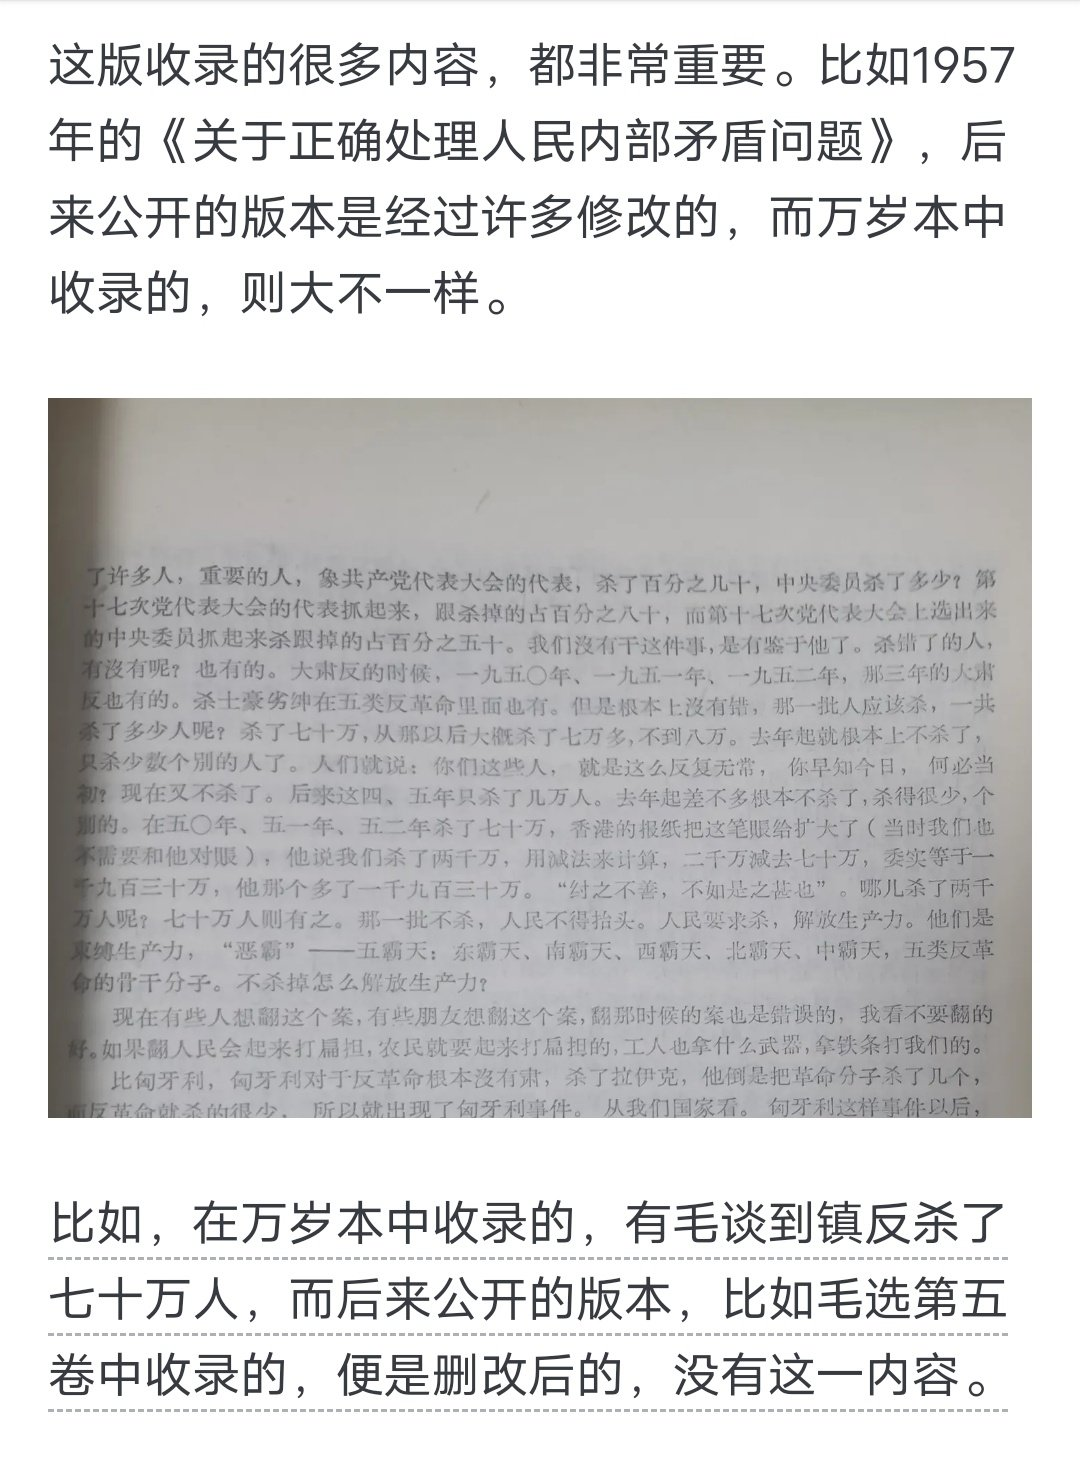 这版收录的很多内容，都非常重要。比如1957
年的《关于正确处理人民内部矛盾问题》，后
来公开的版本是经过许多修改的，而万岁本中
收录的，则大不一样。
了许多人，重要的人，象共产党代表大会的代表，杀了百分之几十，中央委员杀了多少？第
十七次党代表大会的代表抓起来，跟杀掉的占百分之八十，而第十七次党代表大会上选出来
的中央委员抓起来杀跟掉的占百分之五十。我们沒有干这件事，是有鉴于他了。杀错了的人，
有沒有呢？也有的。大肃反的时候，一九五〇年、一九五一年、一九五二年，那三年的大肃
反也有的。杀土豪劣绅在五类反革命里面也有。但是根本上沒有错，那一批人应该杀，一共
杀了多少人呢？杀了七十万，从那以后大概杀了七万多，不到八万。去年起就根本上不杀了，
只杀少数个别的人了。人们就说：你们这些人，就是这么反复无常，你早知今日，何必当
初？现在又不杀了。后来这四、五年只杀了几万人。去年起差不多根本不杀了，杀得很少，个
别的。在五〇年、五一年、五二年杀了七十万，香港的报纸把这笔賬给扩大了（当时我们也
不需要和他对賬），他说我们杀了两千万，用減法来计算，二千万減去七十万，委实等于一
千九百三十万，他那个多了一千九百三十万。“纣之不善，不如是之甚也”。哪儿杀了两千
万人呢？七十万人则有之。那一批不杀，人民不得抬头。人民要求杀，解放生产力。他们是
束缚生产力，“恶霸”——五霸天；东霸天、南霸天、西霸天、北霸天、中霸天，五类反革
命的骨干分子。不杀掉怎么解放生产力？
现在有些人想翻这个案，有些朋友想翻这个案，翻那时候的案也是错误的，我看不要翻的
好。如果翻人民会起来打扁担，农民就要起来打扁担的，工人也拿什么武器，拿铁条打我们的。
比匈牙利，匈牙利对于反革命根本沒有肃，杀了拉伊克，他倒是把革命分子杀了几个，
而反革命就杀的很少，所以就出现了匈牙利事件。从我们国家看。匈牙利这样事件以后，
比如，在万岁本中收录的，有毛谈到镇反杀了
七十万人，而后来公开的版本，比如毛选第五
卷中收录的，便是删改后的，没有这一内容。